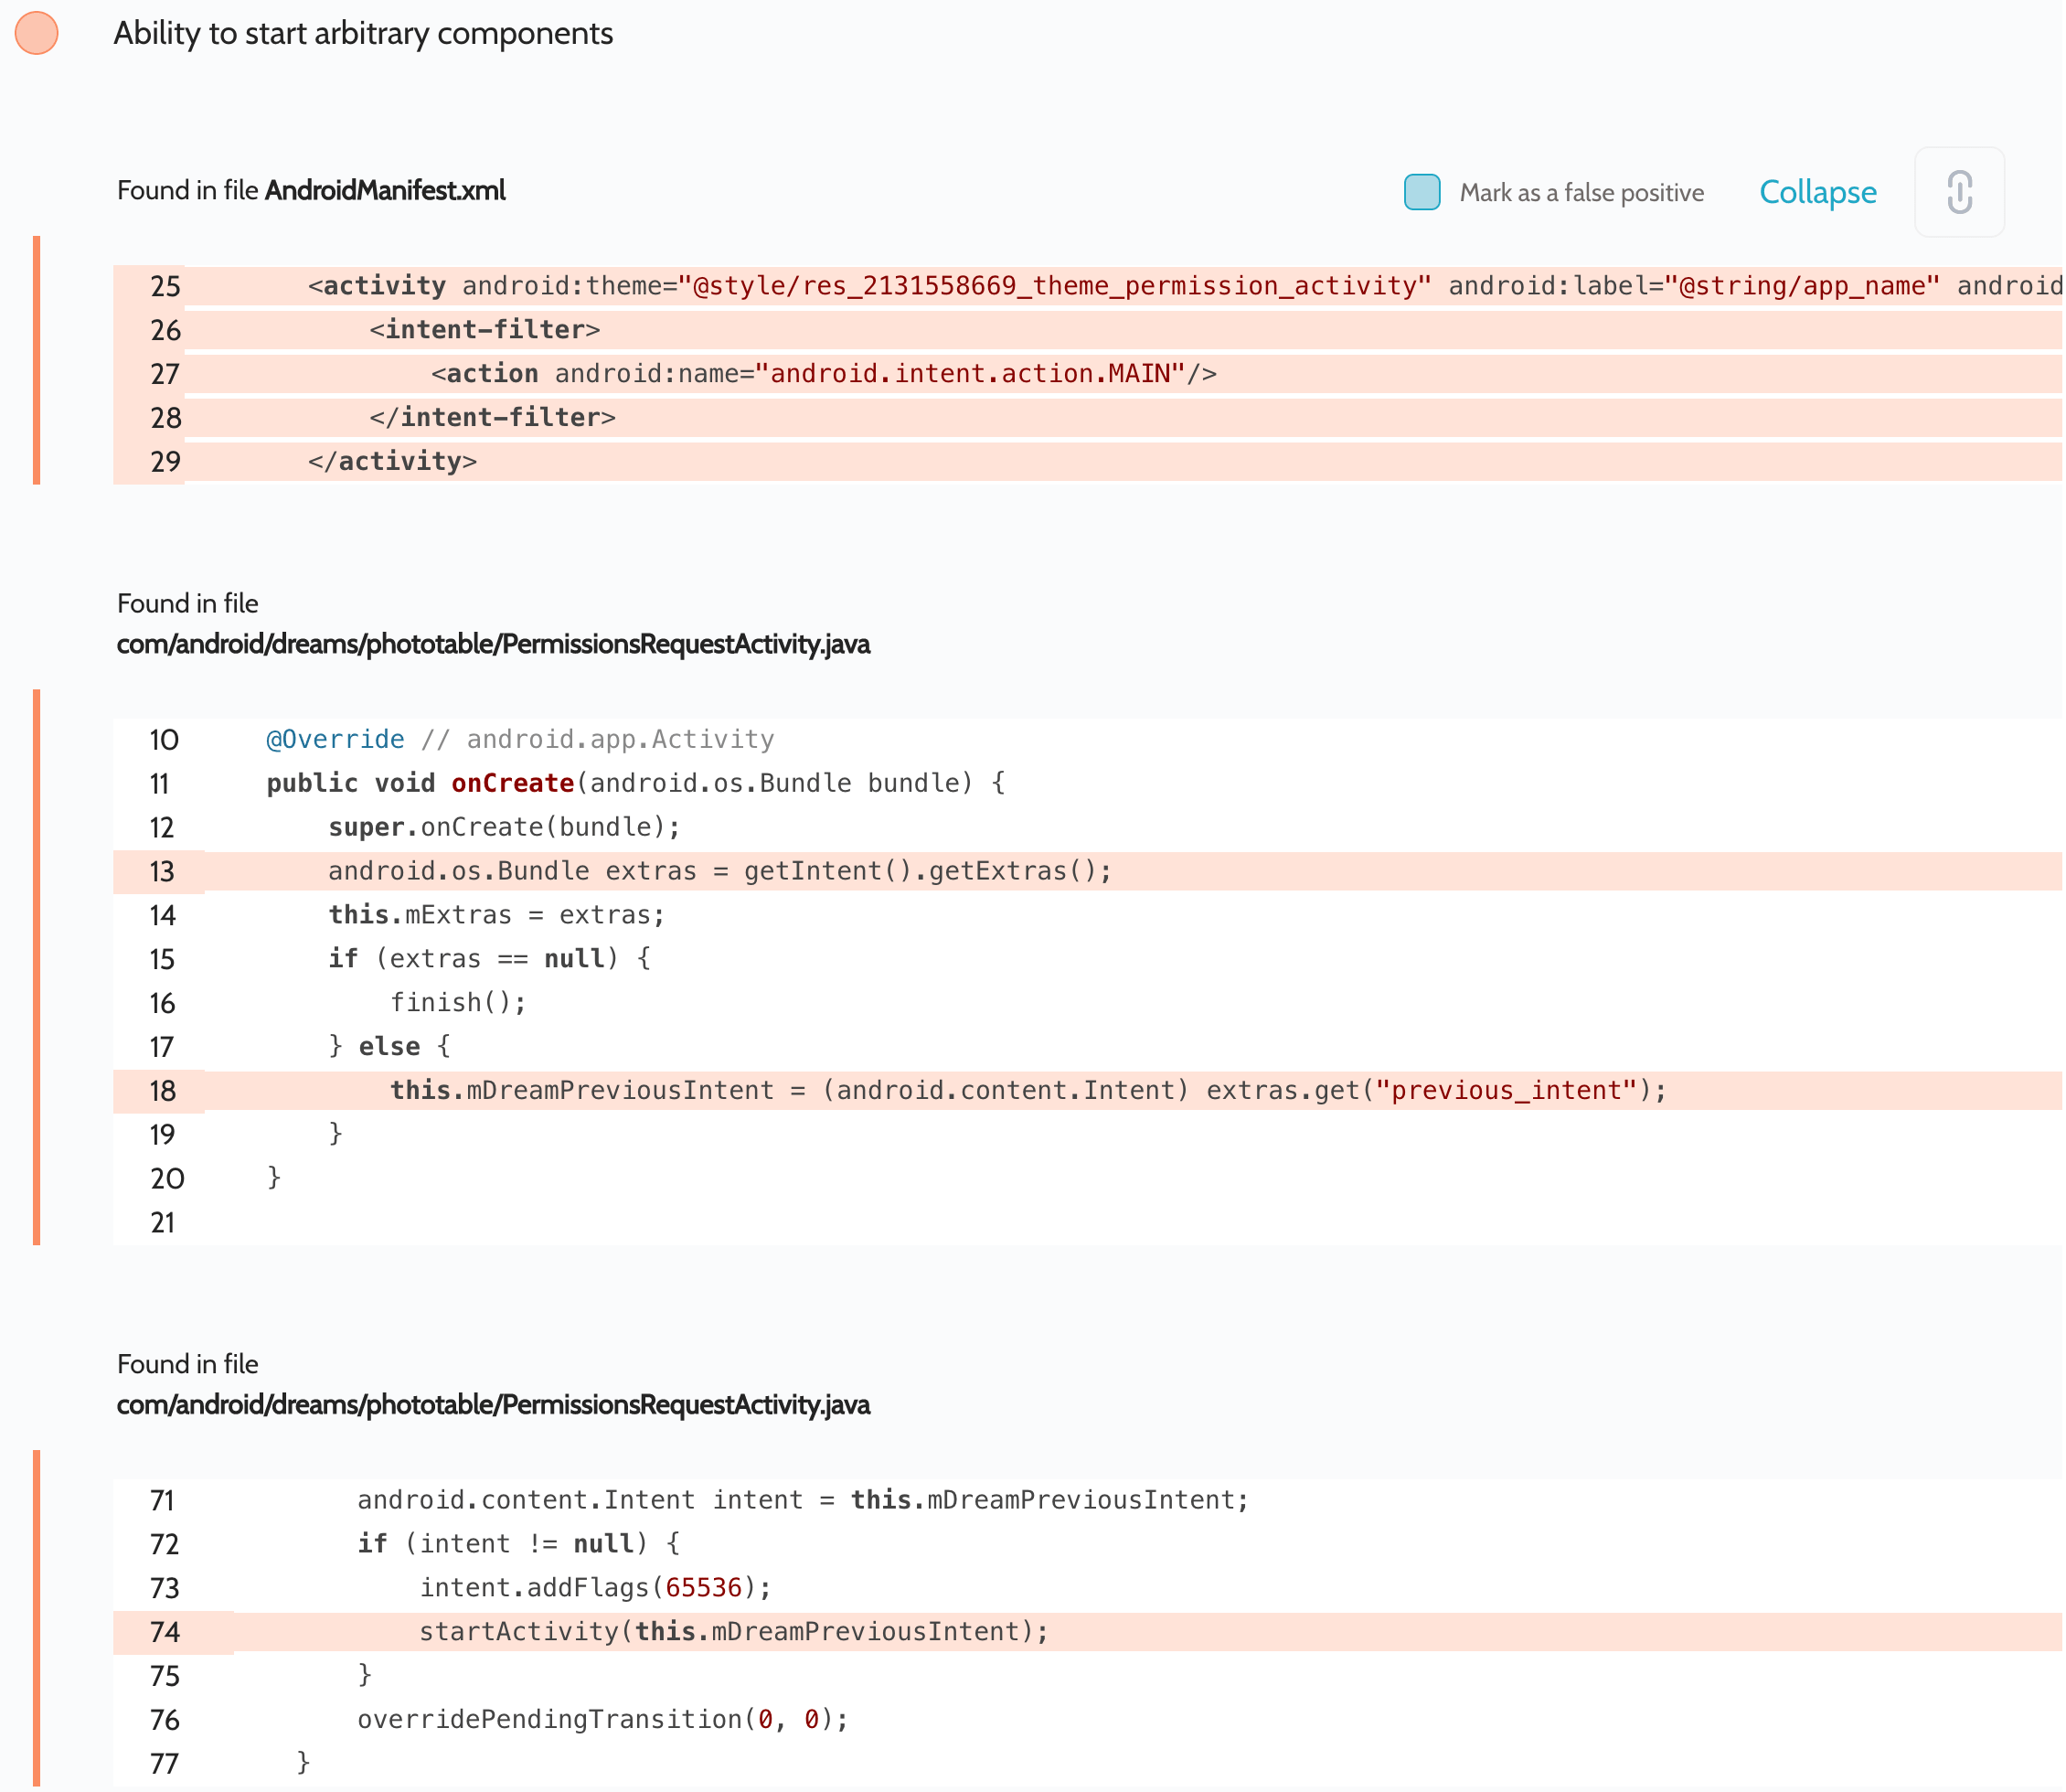 Ability to start arbitrary components
Found in file AndroidManifest.xml
Mark as a false positive
Collapse
25 <activity android:theme="@style/res_2131558669_theme_permission_activity" android:label="@string/app_name" android
26 <intent-filter>
27 <action android:name="android.intent.action.MAIN"/>
28 </intent-filter>
29 </activity>
Found in file
com/android/dreams/phototable/PermissionsRequestActivity.java
10 @Override // android.app.Activity
11 public void onCreate(android.os.Bundle bundle) {
12 super.onCreate(bundle);
13 android.os.Bundle extras = getIntent().getExtras();
14 this.mExtras = extras;
15 if (extras == null) {
16 finish();
17 } else {
18 this.mDreamPreviousIntent = (android.content.Intent) extras.get("previous_intent");
19 }
20 }
21
Found in file
com/android/dreams/phototable/PermissionsRequestActivity.java
71 android.content.Intent intent = this.mDreamPreviousIntent;
72 if (intent != null) {
73 intent.addFlags(65536);
74 startActivity(this.mDreamPreviousIntent);
75 }
76 overridePendingTransition(0, 0);
77 }